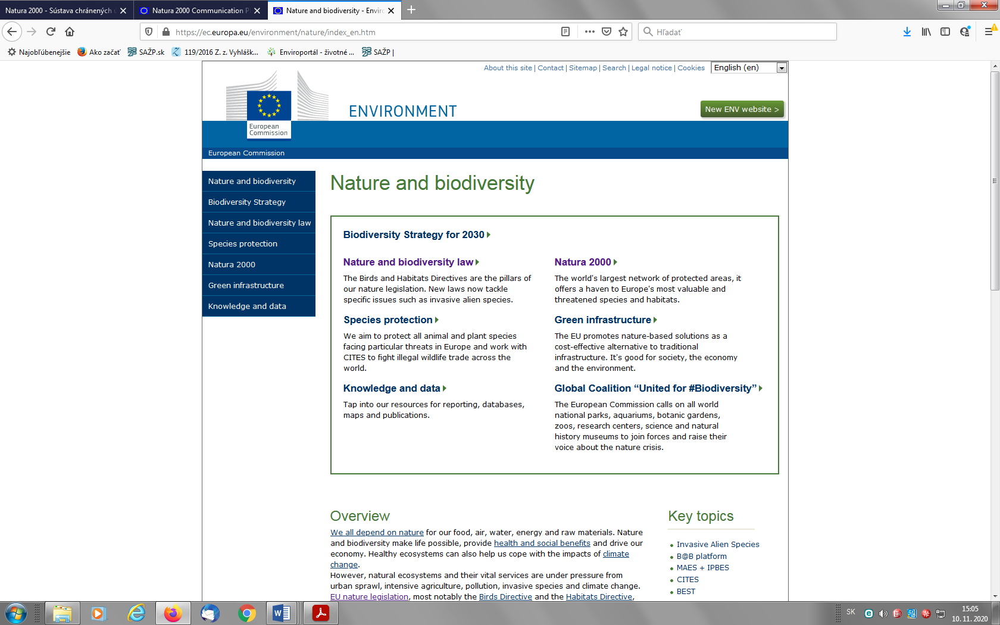 Natura 2000 - Sústava chránených
Natura 2000 Communication P
Nature and biodiversity - Enviro
https://ec.europa.eu/environment/nature/index_en.htm
Hľadať
Najobľúbenejšie
Ako začať
SAŽP.sk
119/2016 Z. z. Vyhlášk...
Enviroportál - životné ...
SAŽP |
About this site | Contact | Sitemap | Search | Legal notice | Cookies
English (en)
ENVIRONMENT
New ENV website >
European
Commission
European Commission
Nature and biodiversity
Biodiversity Strategy
Nature and biodiversity law
Species protection
Natura 2000
Green infrastructure
Knowledge and data
Nature and biodiversity
Biodiversity Strategy for 2030
Nature and biodiversity law
The Birds and Habitats Directives are the pillars of
our nature legislation. New laws now tackle
specific issues such as invasive alien species.
Natura 2000
The world's largest network of protected areas, it
offers a haven to Europe's most valuable and
threatened species and habitats.
Species protection
We aim to protect all animal and plant species
facing particular threats in Europe and work with
CITES to fight illegal wildlife trade across the
world.
Green infrastructure
The EU promotes nature-based solutions as a
cost-effective alternative to traditional
infrastructure. It's good for society, the economy
and the environment.
Knowledge and data
Tap into our resources for reporting, databases,
maps and publications.
Global Coalition “United for #Biodiversity”
The European Commission calls on all world
national parks, aquariums, botanic gardens,
zoos, research centers, science and natural
history museums to join forces and raise their
voice about the nature crisis.
Overview
We all depend on nature for our food, air, water, energy and raw materials. Nature
and biodiversity make life possible, provide health and social benefits and drive our
economy. Healthy ecosystems can also help us cope with the impacts of climate
change.
However, natural ecosystems and their vital services are under pressure from
urban sprawl, intensive agriculture, pollution, invasive species and climate change.
EU nature legislation, most notably the Birds Directive and the Habitats Directive,
Key topics
Invasive Alien Species
B@B platform
MAES + IPBES
CITES
BEST
SK
15:05
10. 11. 2020